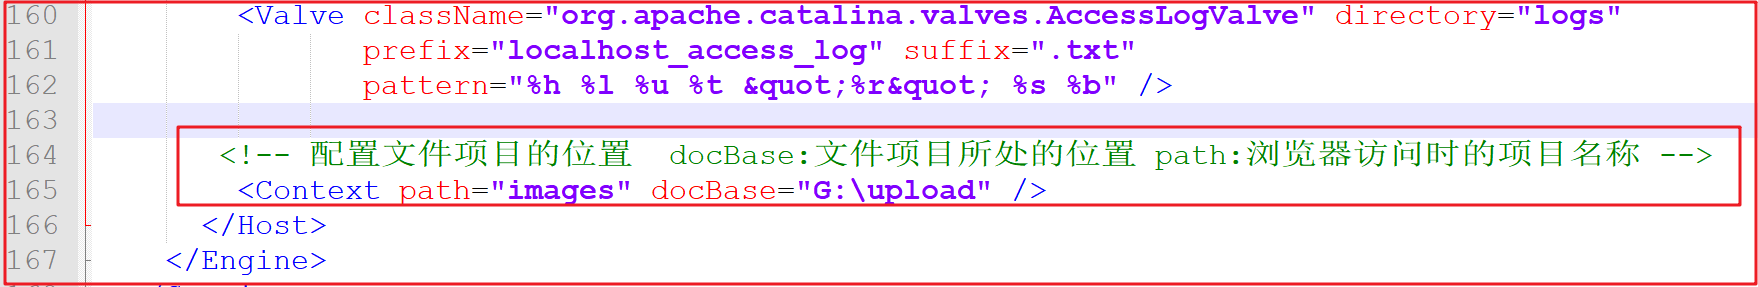 160 <Valve className="org.apache.catalina.valves.AccessLogValve" directory="logs"
161 prefix="localhost_access_log" suffix=".txt"
162 pattern="%h %l %u %t &quot;%r&quot; %s %b" />
163
164 <!-- 配置文件项目的位置  docBase:文件项目所处的位置 path:浏览器访问时的项目名称 -->
165 <Context path="images" docBase="G:\upload" />
166 </Host>
167 </Engine>